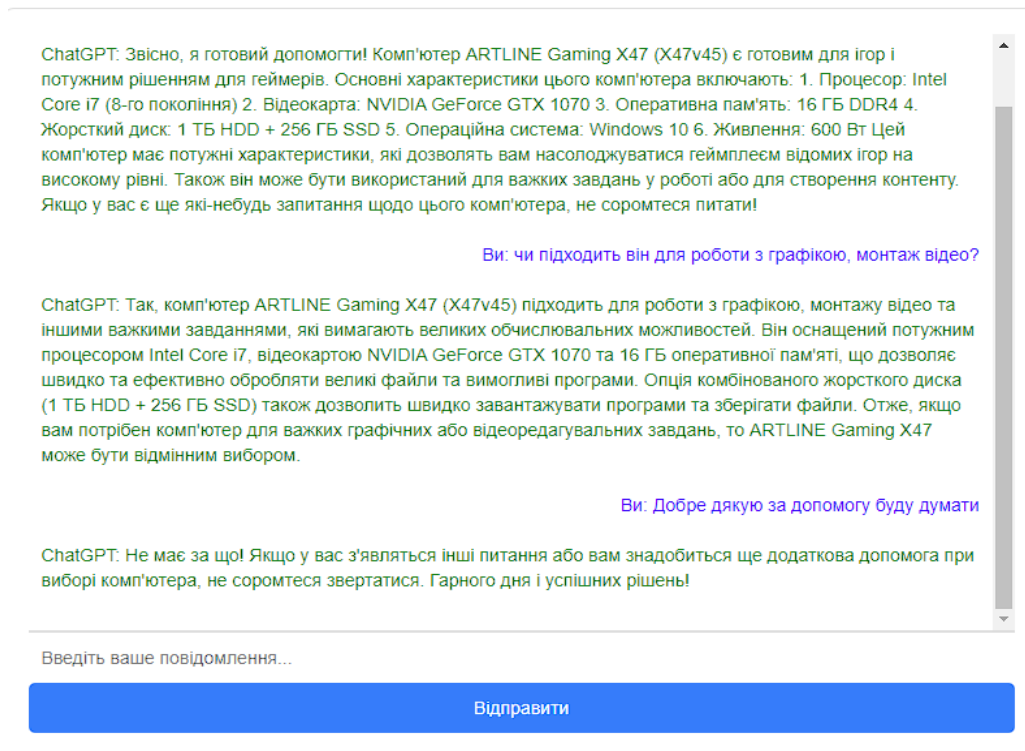 ChatGPT: Звісно, я готовий допомогти! Комп'ютер ARTLINE Gaming X47 (X47v45) є готовим для ігор і
потужним рішенням для геймерів. Основні характеристики цього комп'ютера включають: 1. Процесор: Intel
Core i7 (8-го покоління) 2. Відеокарта: NVIDIA GeForce GTX 1070 3. Оперативна пам'ять: 16 ГБ DDR4 4.
Жорсткий диск: 1 ТБ HDD + 256 ГБ SSD 5. Операційна система: Windows 10 6. Живлення: 600 Вт Цей
комп'ютер має потужні характеристики, які дозволять вам насолоджуватися геймплеєм відомих ігор на
високому рівні. Також він може бути використаний для важких завдань у роботі або для створення контенту.
Якщо у вас є ще які-небудь запитання щодо цього комп'ютера, не соромтеся питати!
Ви: чи підходить він для роботи з графікою, монтаж відео?
ChatGPT: Так, комп'ютер ARTLINE Gaming X47 (X47v45) підходить для роботи з графікою, монтажу відео та
іншими важкими завданнями, які вимагають великих обчислювальних можливостей. Він оснащений потужним
процесором Intel Core i7, відеокартою NVIDIA GeForce GTX 1070 та 16 ГБ оперативної пам'яті, що дозволяє
швидко та ефективно обробляти великі файли та вимогливі програми. Опція комбінованого жорсткого диска
(1 ТБ HDD + 256 ГБ SSD) також дозволить швидко завантажувати програми та зберігати файли. Отже, якщо
вам потрібен комп'ютер для важких графічних або відеоредагувальних завдань, то ARTLINE Gaming X47
може бути відмінним вибором.
Ви: Добре дякую за допомогу буду думати
ChatGPT: Не має за що! Якщо у вас з'являться інші питання або вам знадобиться ще додаткова допомога при
виборі комп'ютера, не соромтеся звертатися. Гарного дня і успішних рішень!
Введіть ваше повідомлення...
Відправити